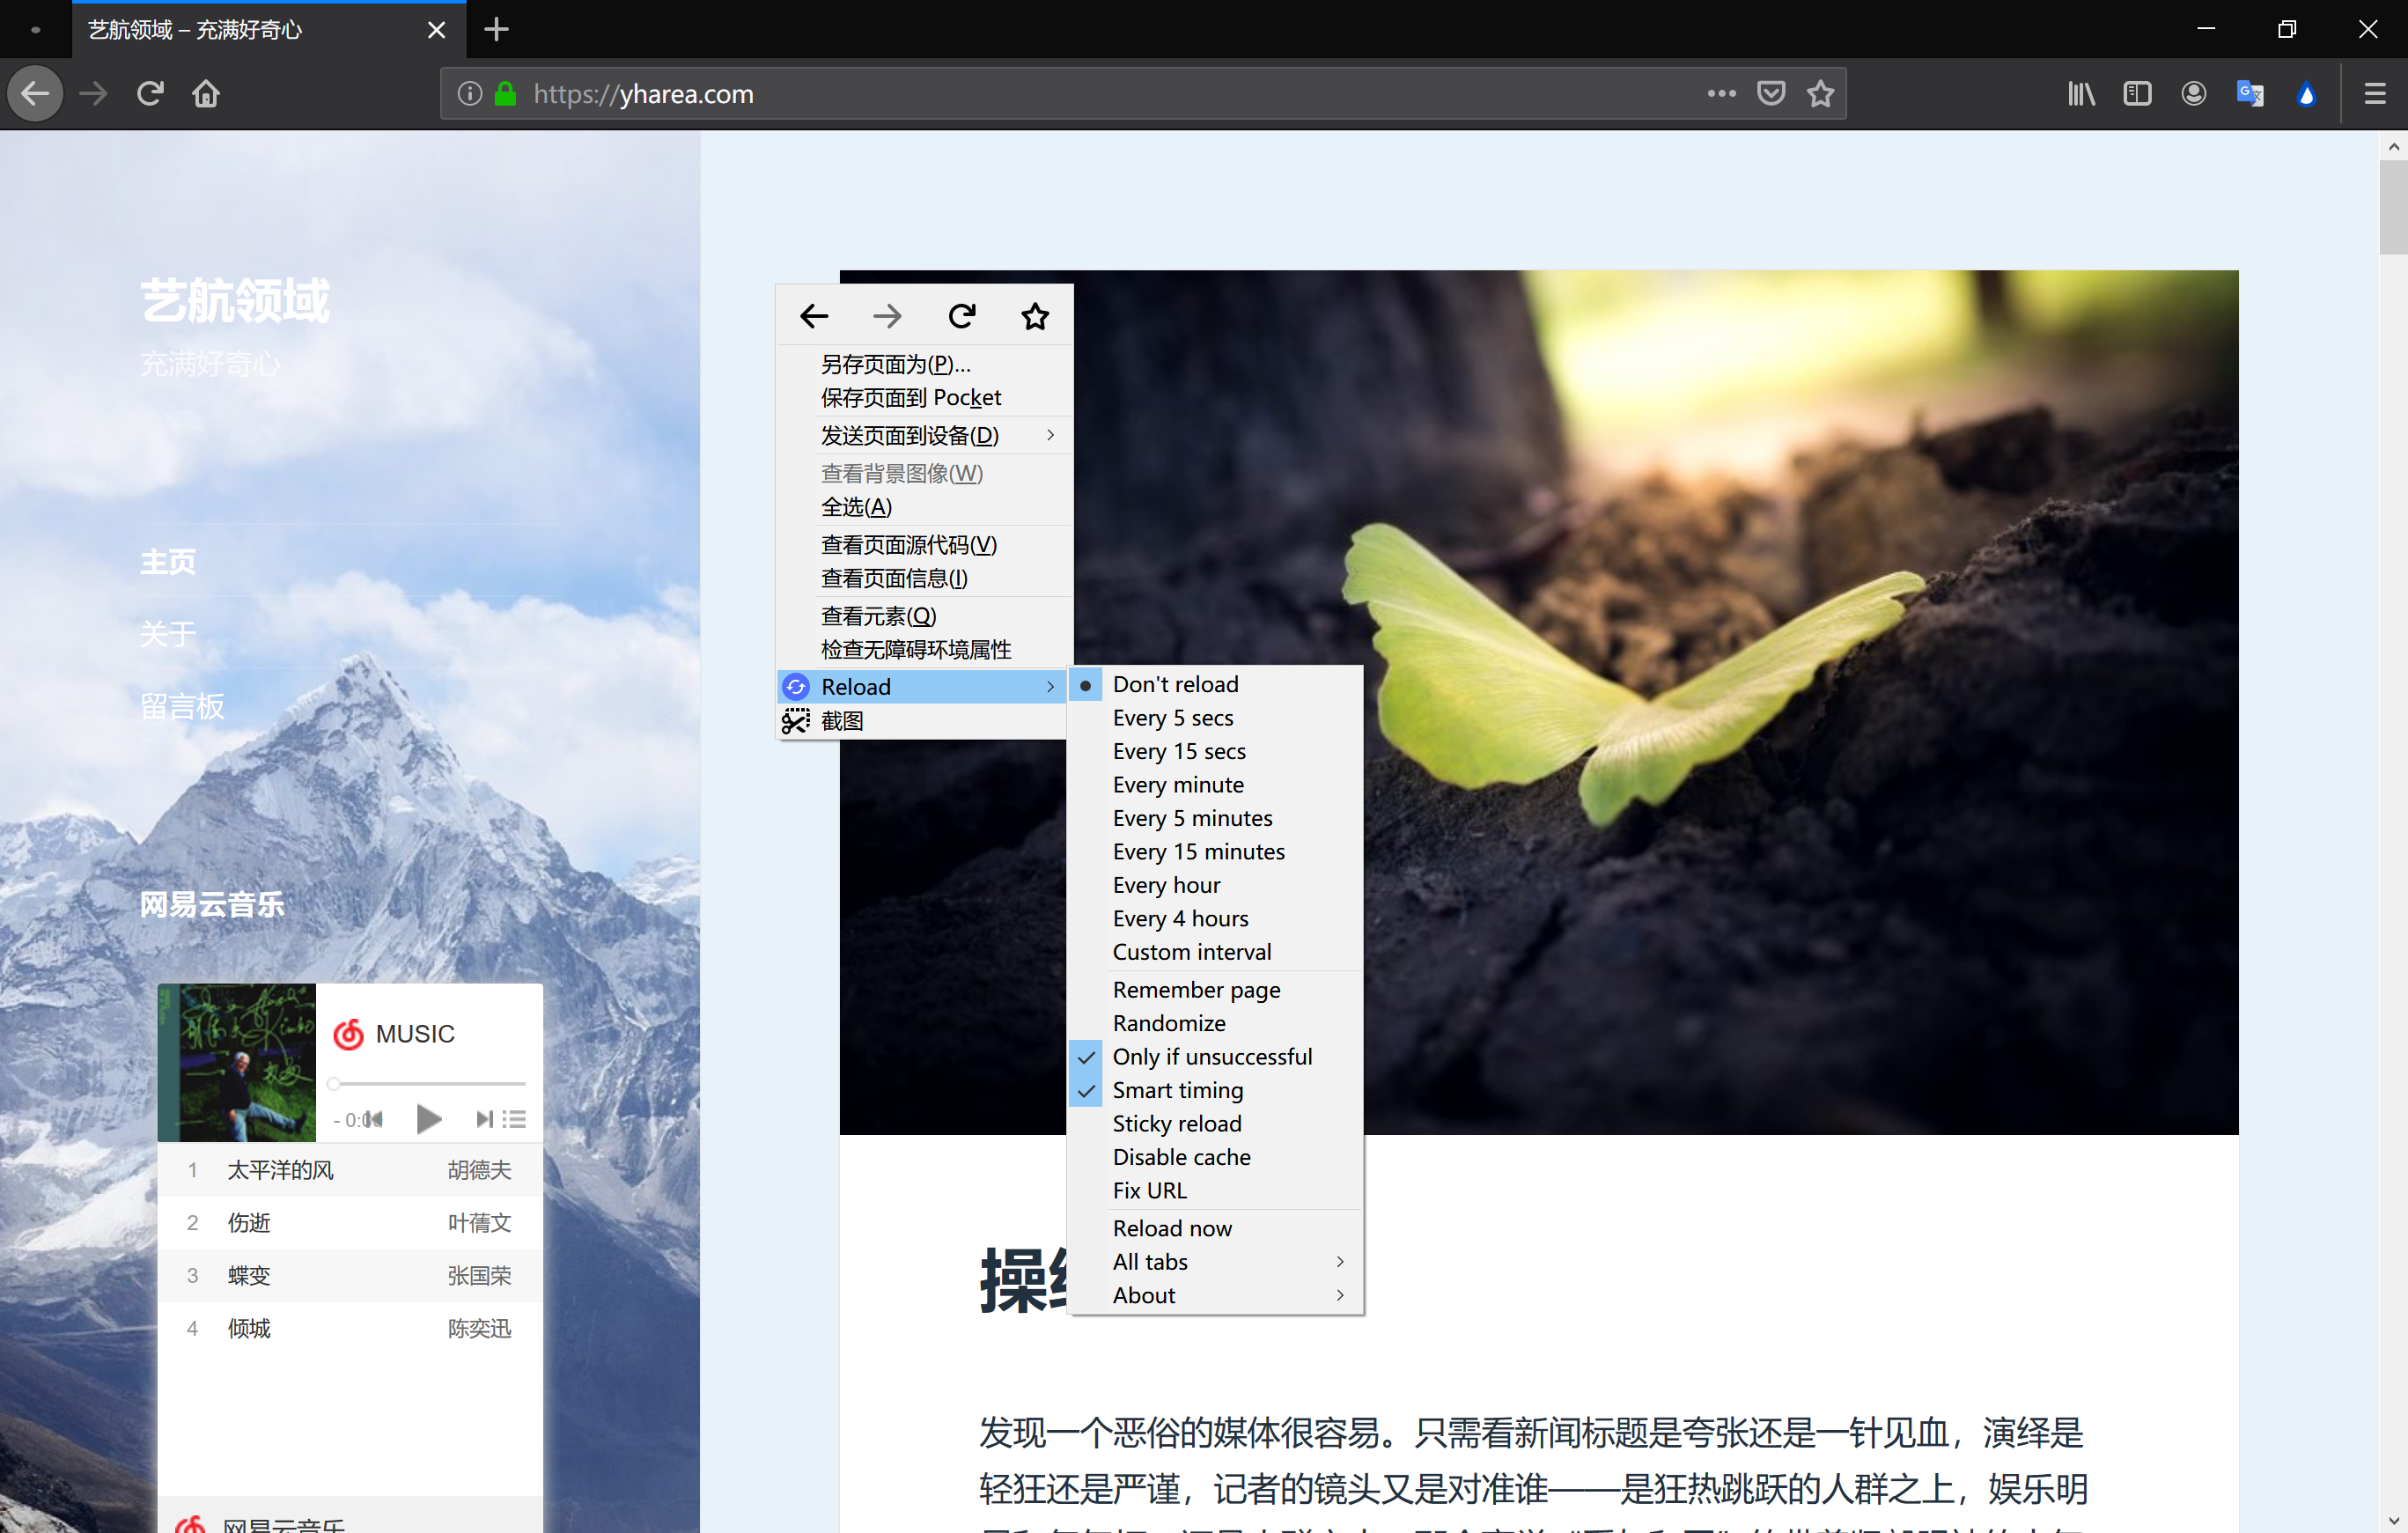 艺航领域 – 充满好奇心
https://yharea.com
艺航领域
充满好奇心
主页
关于
留言板
网易云音乐
MUSIC
- 0:0
1 太平洋的风 胡德夫
2 伤逝 叶蒨文
3 蝶变 张国荣
4 倾城 陈奕迅
网易云音乐
另存页面为(P)...
保存页面到 Pocket
发送页面到设备(D)
查看背景图像(W)
全选(A)
查看页面源代码(V)
查看页面信息(I)
查看元素(Q)
检查无障碍环境属性
Reload
截图
Don't reload
Every 5 secs
Every 15 secs
Every minute
Every 5 minutes
Every 15 minutes
Every hour
Every 4 hours
Custom interval
Remember page
Randomize
Only if unsuccessful
Smart timing
Sticky reload
Disable cache
Fix URL
Reload now
All tabs
About
操
发现一个恶俗的媒体很容易。只需看新闻标题是夸张还是一针见血，演绎是
轻狂还是严谨，记者的镜头又是对准谁——是狂热跳跃的人群之上，娱乐明